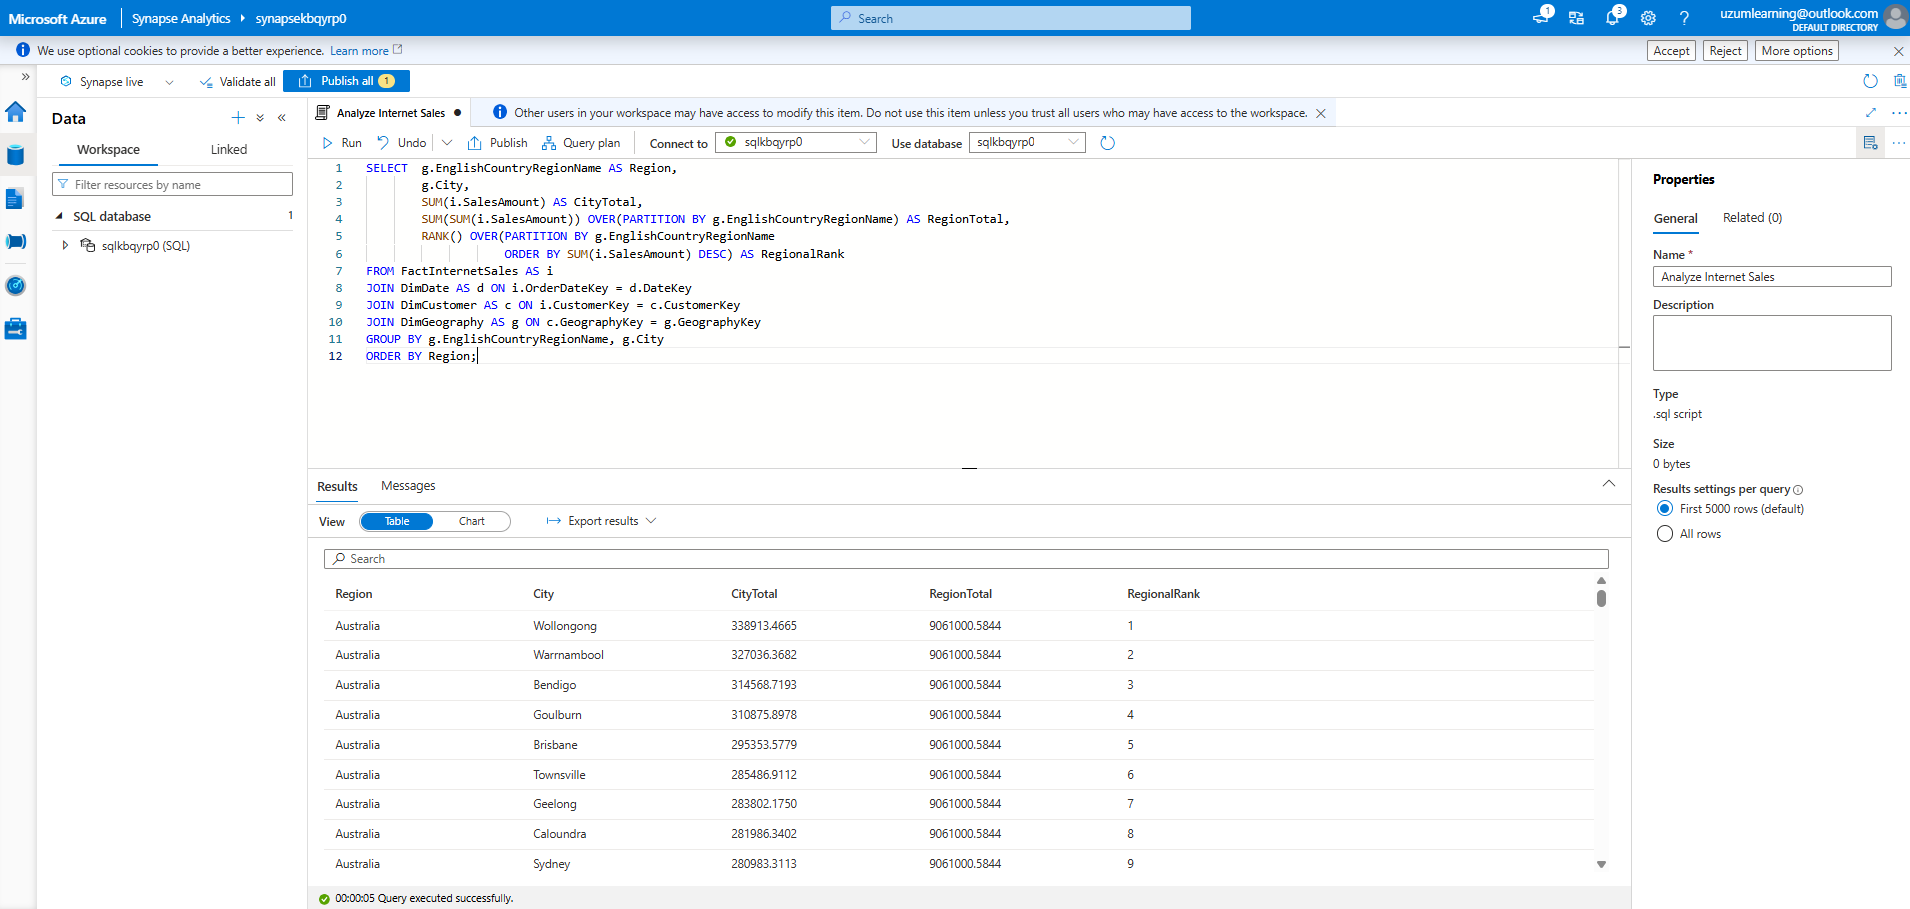 Microsoft Azure
Synapse Analytics
synapsekbqyrp0
Search
1
3
uzumlearning@outlook.com
DEFAULT DIRECTORY
We use optional cookies to provide a better experience. Learn more
Accept
Reject
More options
Synapse live
Validate all
Publish all 1
Data
Workspace
Linked
Filter resources by name
SQL database 1
sqlkbqyrp0 (SQL)
Analyze Internet Sales
Other users in your workspace may have access to modify this item. Do not use this item unless you trust all users who may have access to the workspace.
Run
Undo
Publish
Query plan
Connect to
sqlkbqyrp0
Use database
sqlkbqyrp0
1 SELECT g.EnglishCountryRegionName AS Region,
2 g.City,
3 SUM(i.SalesAmount) AS CityTotal,
4 SUM(SUM(i.SalesAmount)) OVER(PARTITION BY g.EnglishCountryRegionName) AS RegionTotal,
5 RANK() OVER(PARTITION BY g.EnglishCountryRegionName
6 ORDER BY SUM(i.SalesAmount) DESC) AS RegionalRank
7 FROM FactInternetSales AS i
8 JOIN DimDate AS d ON i.OrderDateKey = d.DateKey
9 JOIN DimCustomer AS c ON i.CustomerKey = c.CustomerKey
10 JOIN DimGeography AS g ON c.GeographyKey = g.GeographyKey
11 GROUP BY g.EnglishCountryRegionName, g.City
12 ORDER BY Region;
Results
Messages
View
Table
Chart
Export results
Search
Region City CityTotal RegionTotal RegionalRank
Australia Wollongong 338913.4665 9061000.5844 1
Australia Warrnambool 327036.3682 9061000.5844 2
Australia Bendigo 314568.7193 9061000.5844 3
Australia Goulburn 310875.8978 9061000.5844 4
Australia Brisbane 295353.5779 9061000.5844 5
Australia Townsville 285486.9112 9061000.5844 6
Australia Geelong 283802.1750 9061000.5844 7
Australia Caloundra 281986.3402 9061000.5844 8
Australia Sydney 280983.3113 9061000.5844 9
00:00:05 Query executed successfully.
Properties
General
Related (0)
Name *
Analyze Internet Sales
Description
Type
.sql script
Size
0 bytes
Results settings per query
First 5000 rows (default)
All rows